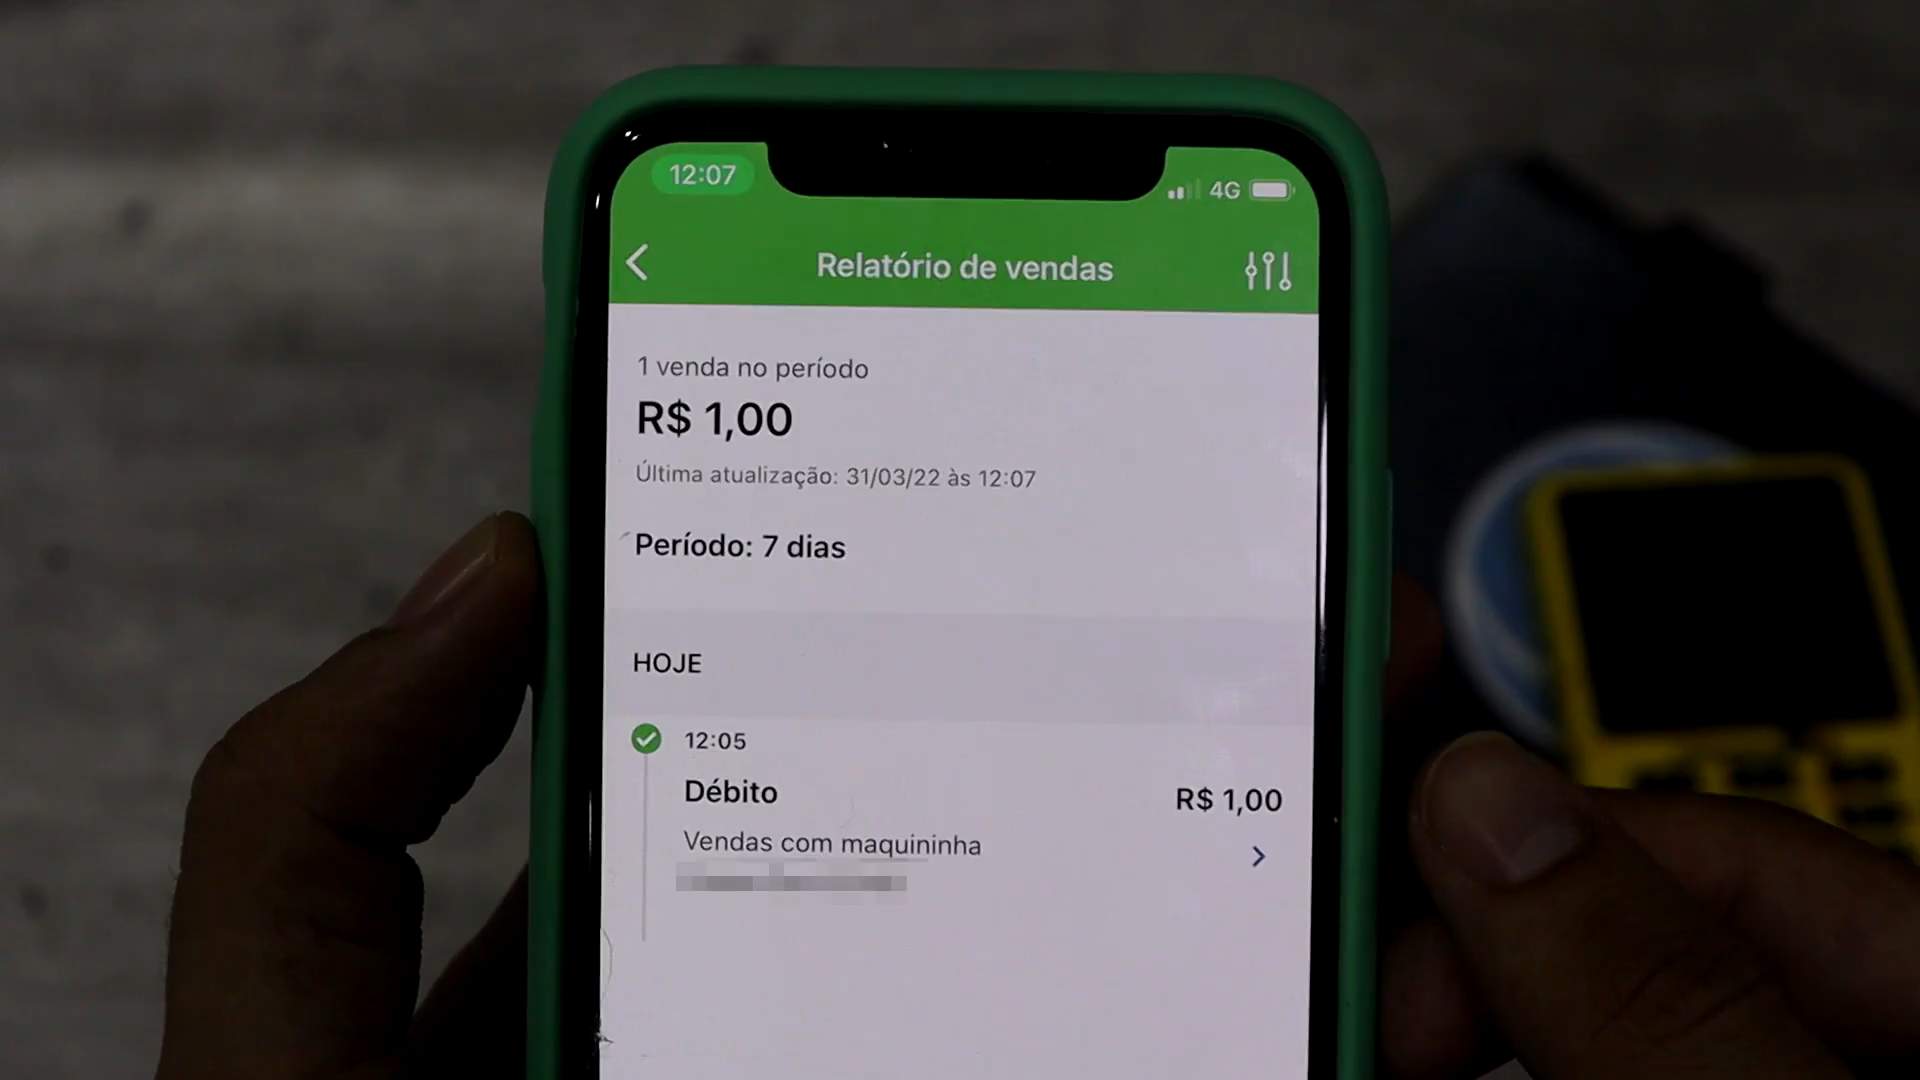 12:07
4G
Relatório de vendas
1 venda no período
R$ 1,00
Última atualização: 31/03/22 às 12:07
Período: 7 dias
HOJE
12:05
Débito
R$ 1,00
Vendas com maquininha